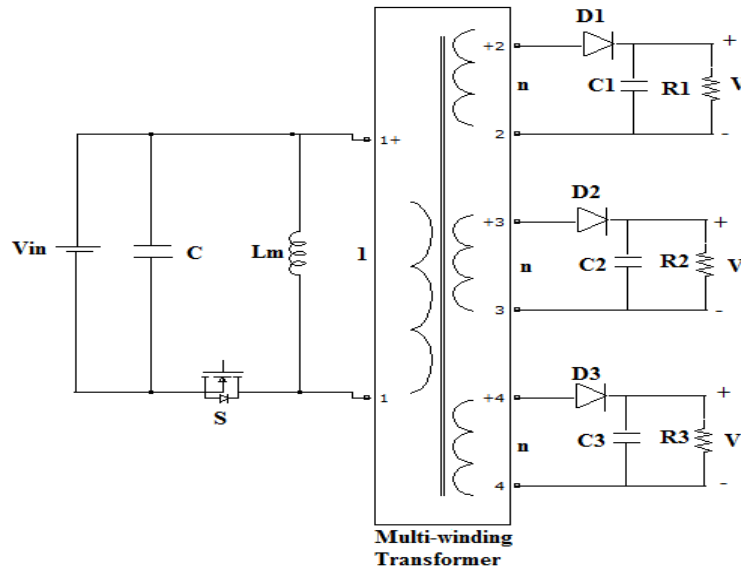 D1
+2
+
n
C1
R1
V
2
-
1+
D2
+3
+
Vin
C
Lm
1
n
C2
R2
V
3
-
D3
1
+4
+
S
n
C3
R3
V
4
-
Multi-winding
Transformer